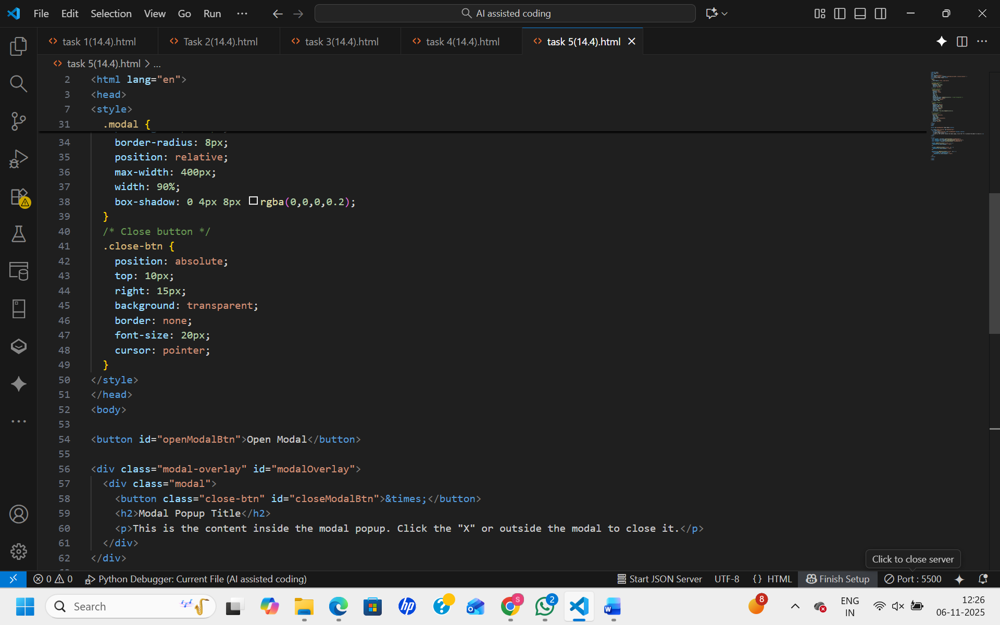 File Edit Selection View Go Run ...
AI assisted coding
task 1(14.4).html
Task 2(14.4).html
task 3(14.4).html
task 4(14.4).html
task 5(14.4).html
task 5(14.4).html > ...
2 <html lang="en">
3 <head>
7 <style>
31 .modal {
34 border-radius: 8px;
35 position: relative;
36 max-width: 400px;
37 width: 90%;
38 box-shadow: 0 4px 8px rgba(0,0,0,0.2);
39 }
40 /* Close button */
41 .close-btn {
42 position: absolute;
43 top: 10px;
44 right: 15px;
45 background: transparent;
46 border: none;
47 font-size: 20px;
48 cursor: pointer;
49 }
50 </style>
51 </head>
52 <body>
53
54 <button id="openModalBtn">Open Modal</button>
55
56 <div class="modal-overlay" id="modalOverlay">
57 <div class="modal">
58 <button class="close-btn" id="closeModalBtn">&times;</button>
59 <h2>Modal Popup Title</h2>
60 <p>This is the content inside the modal popup. Click the "X" or outside the modal to close it.</p>
61 </div>
62 </div>
Click to close server
0 0 Python Debugger: Current File (AI assisted coding) Start JSON Server UTF-8 {} HTML Finish Setup Port : 5500
Search
hp
S
2
8
ENG
IN
12:26
06-11-2025